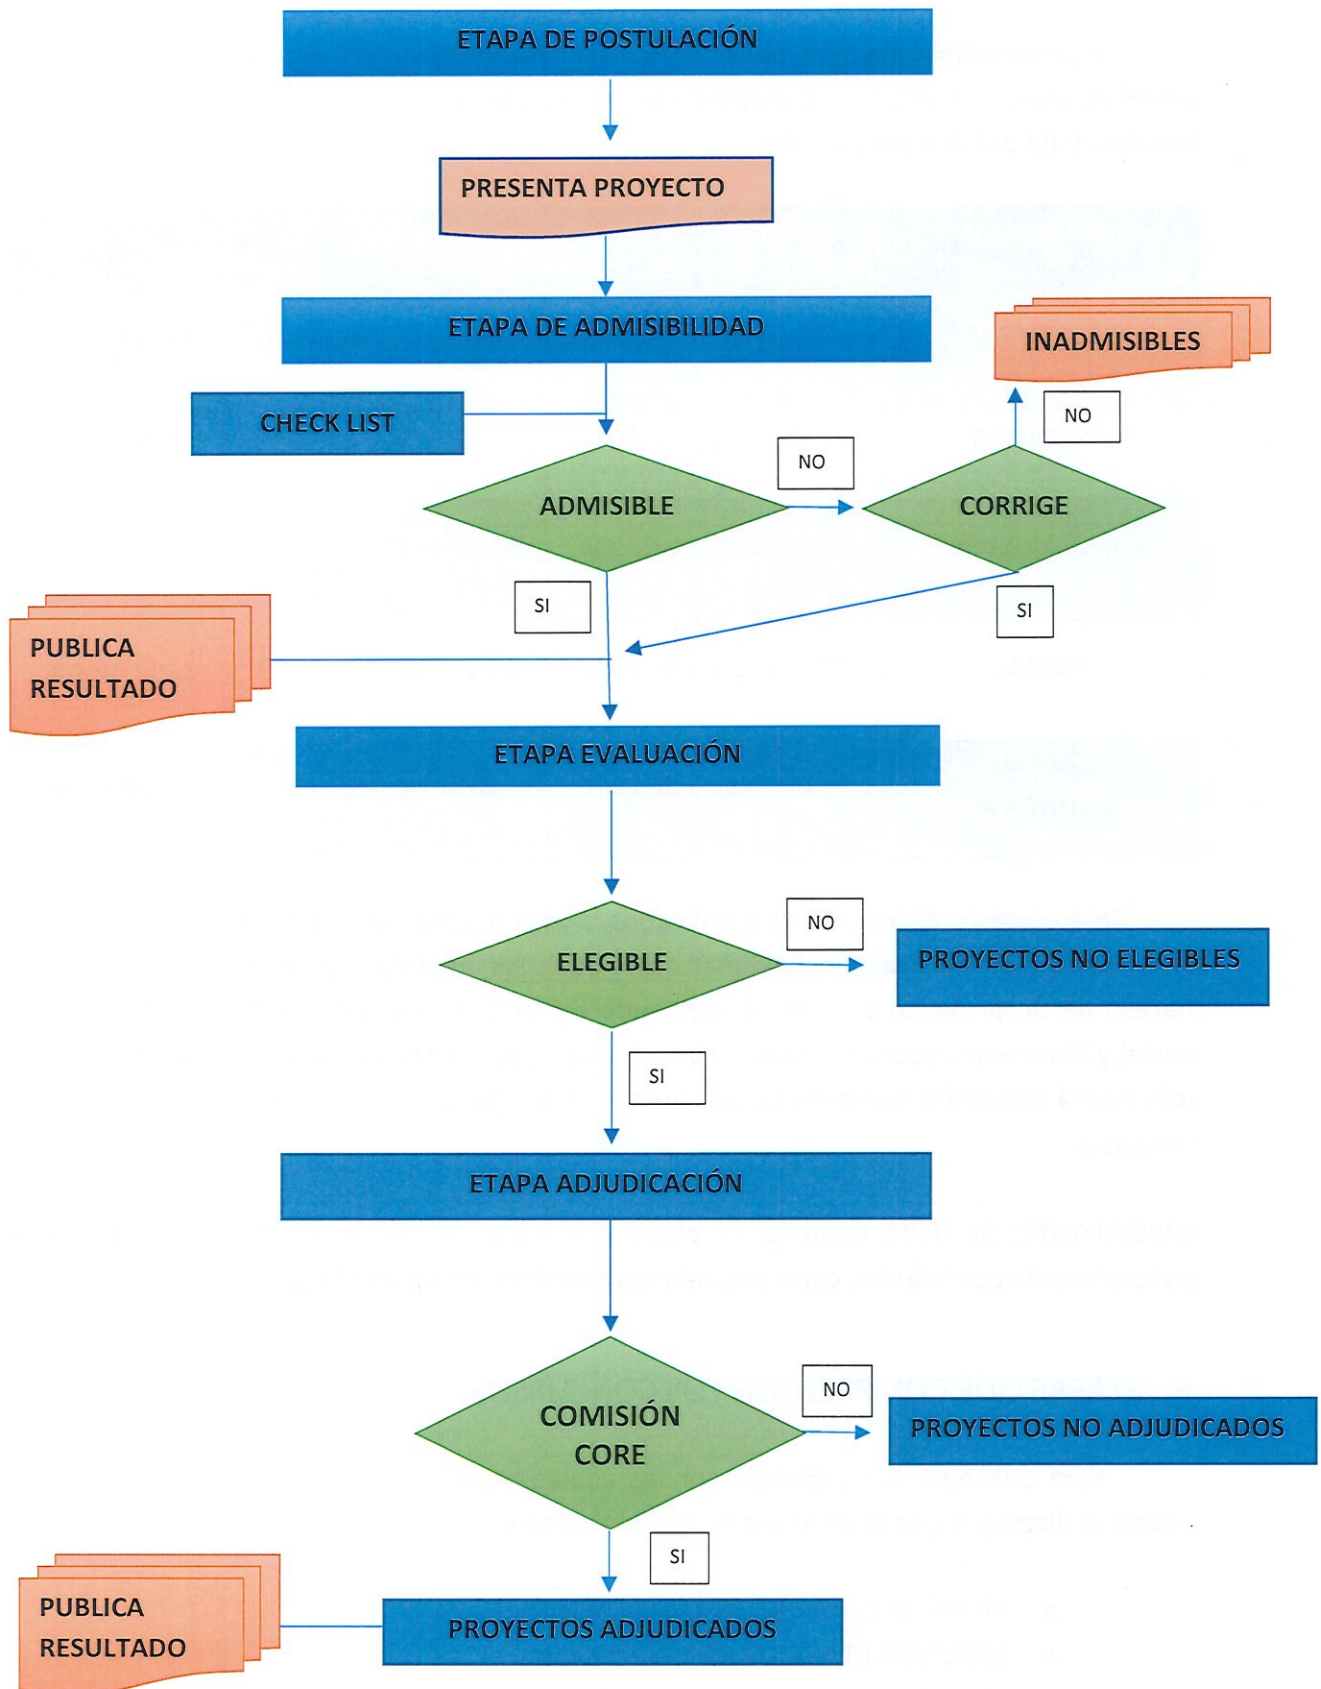 ETAPA DE POSTULACIÓN
PRESENTA PROYECTO
ETAPA DE ADMISIBILIDAD
INADMISIBLES
CHECK LIST
NO
NO
ADMISIBLE
CORRIGE
SI
SI
PUBLICA
RESULTADO
ETAPA EVALUACIÓN
NO
ELEGIBLE
PROYECTOS NO ELEGIBLES
SI
ETAPA ADJUDICACIÓN
NO
COMISIÓN
CORE
PROYECTOS NO ADJUDICADOS
SI
PUBLICA
RESULTADO
PROYECTOS ADJUDICADOS